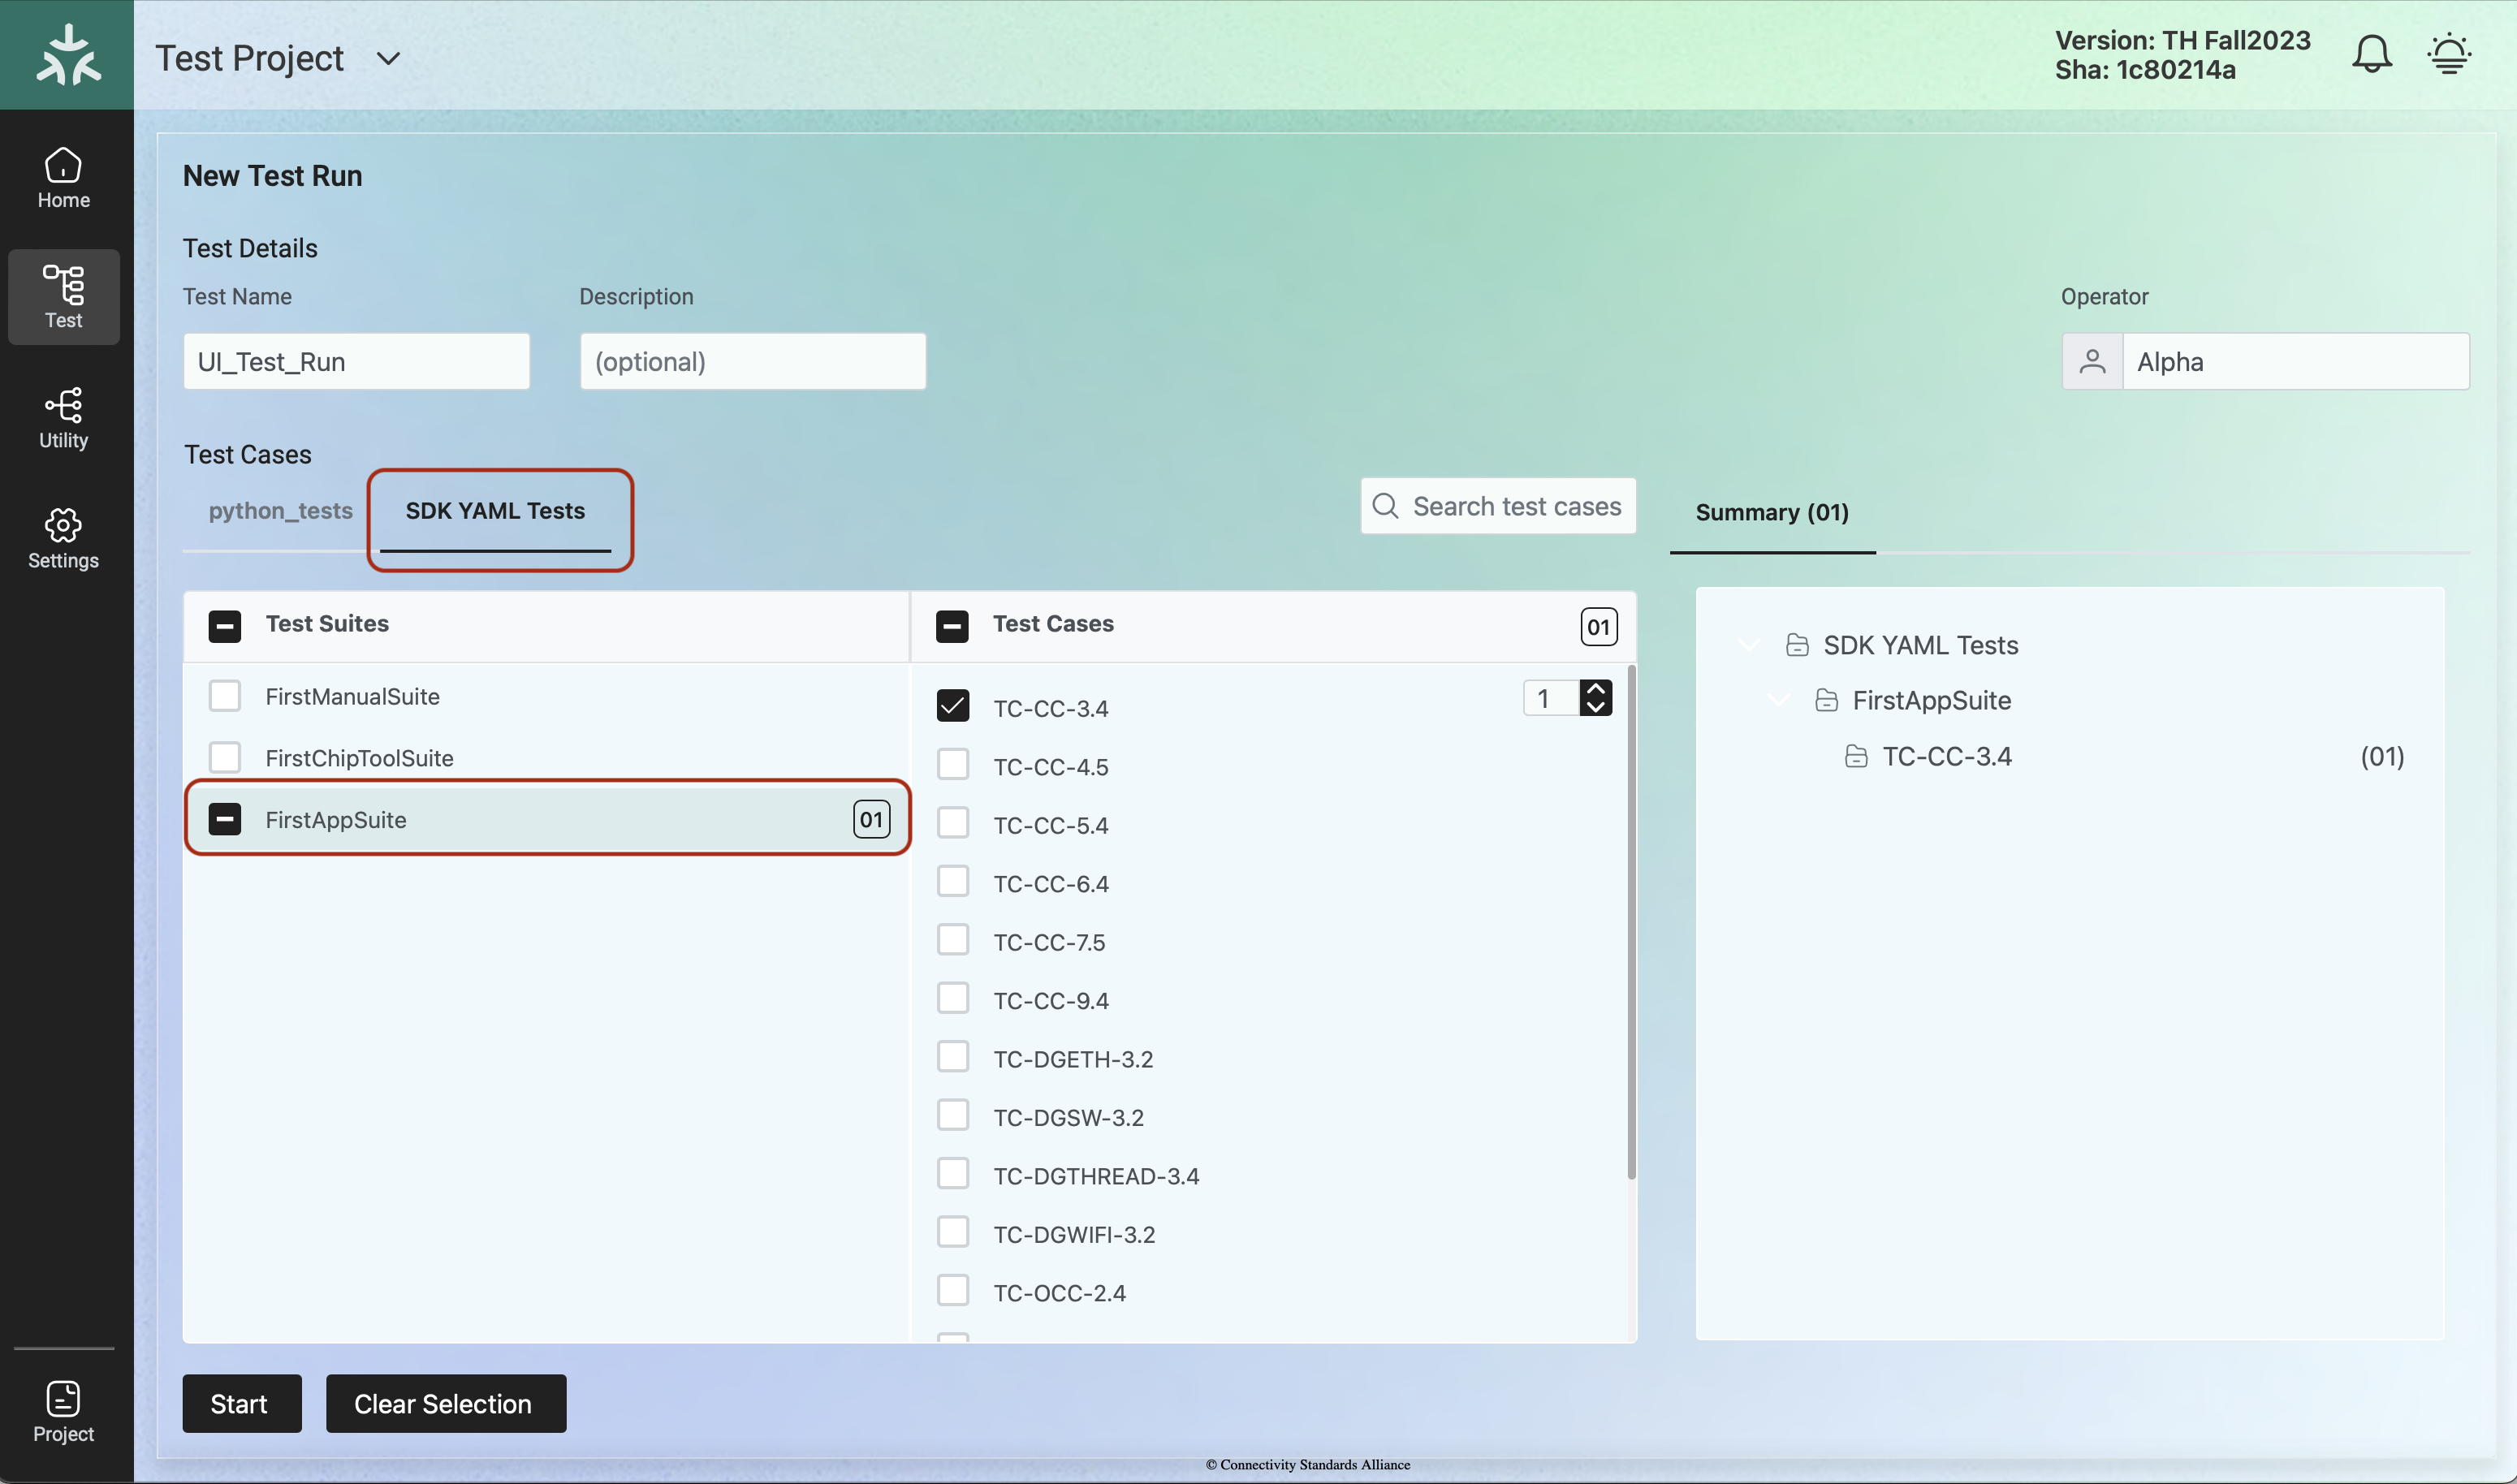 Test Project
Version: TH Fall2023
Sha: 1c80214a
Home
Test
Utility
Settings
Project
New Test Run
Test Details
Test Name
Description
Operator
UI_Test_Run
(optional)
Alpha
Test Cases
python_tests
SDK YAML Tests
Search test cases
Summary (01)
Test Suites
Test Cases
01
FirstManualSuite
FirstChipToolSuite
FirstAppSuite
01
TC-CC-3.4
1
TC-CC-4.5
TC-CC-5.4
TC-CC-6.4
TC-CC-7.5
TC-CC-9.4
TC-DGETH-3.2
TC-DGSW-3.2
TC-DGTHREAD-3.4
TC-DGWIFI-3.2
TC-OCC-2.4
SDK YAML Tests
FirstAppSuite
TC-CC-3.4
(01)
Start
Clear Selection
© Connectivity Standards Alliance